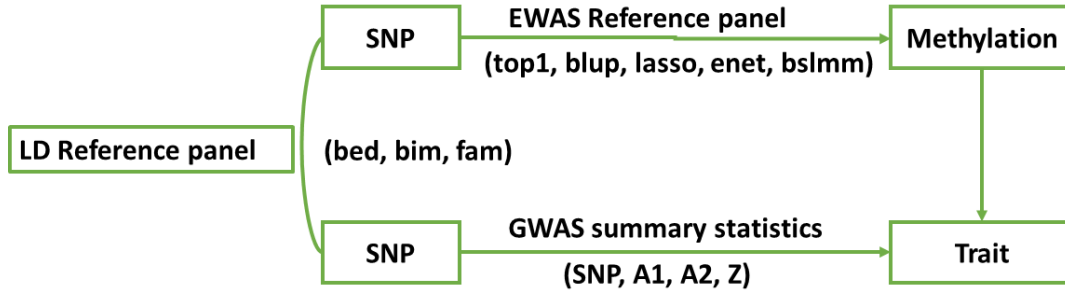 SNP
EWAS Reference panel
(top1, blup, lasso, enet, bslmm)
Methylation
LD Reference panel
(bed, bim, fam)
SNP
GWAS summary statistics
(SNP, A1, A2, Z)
Trait